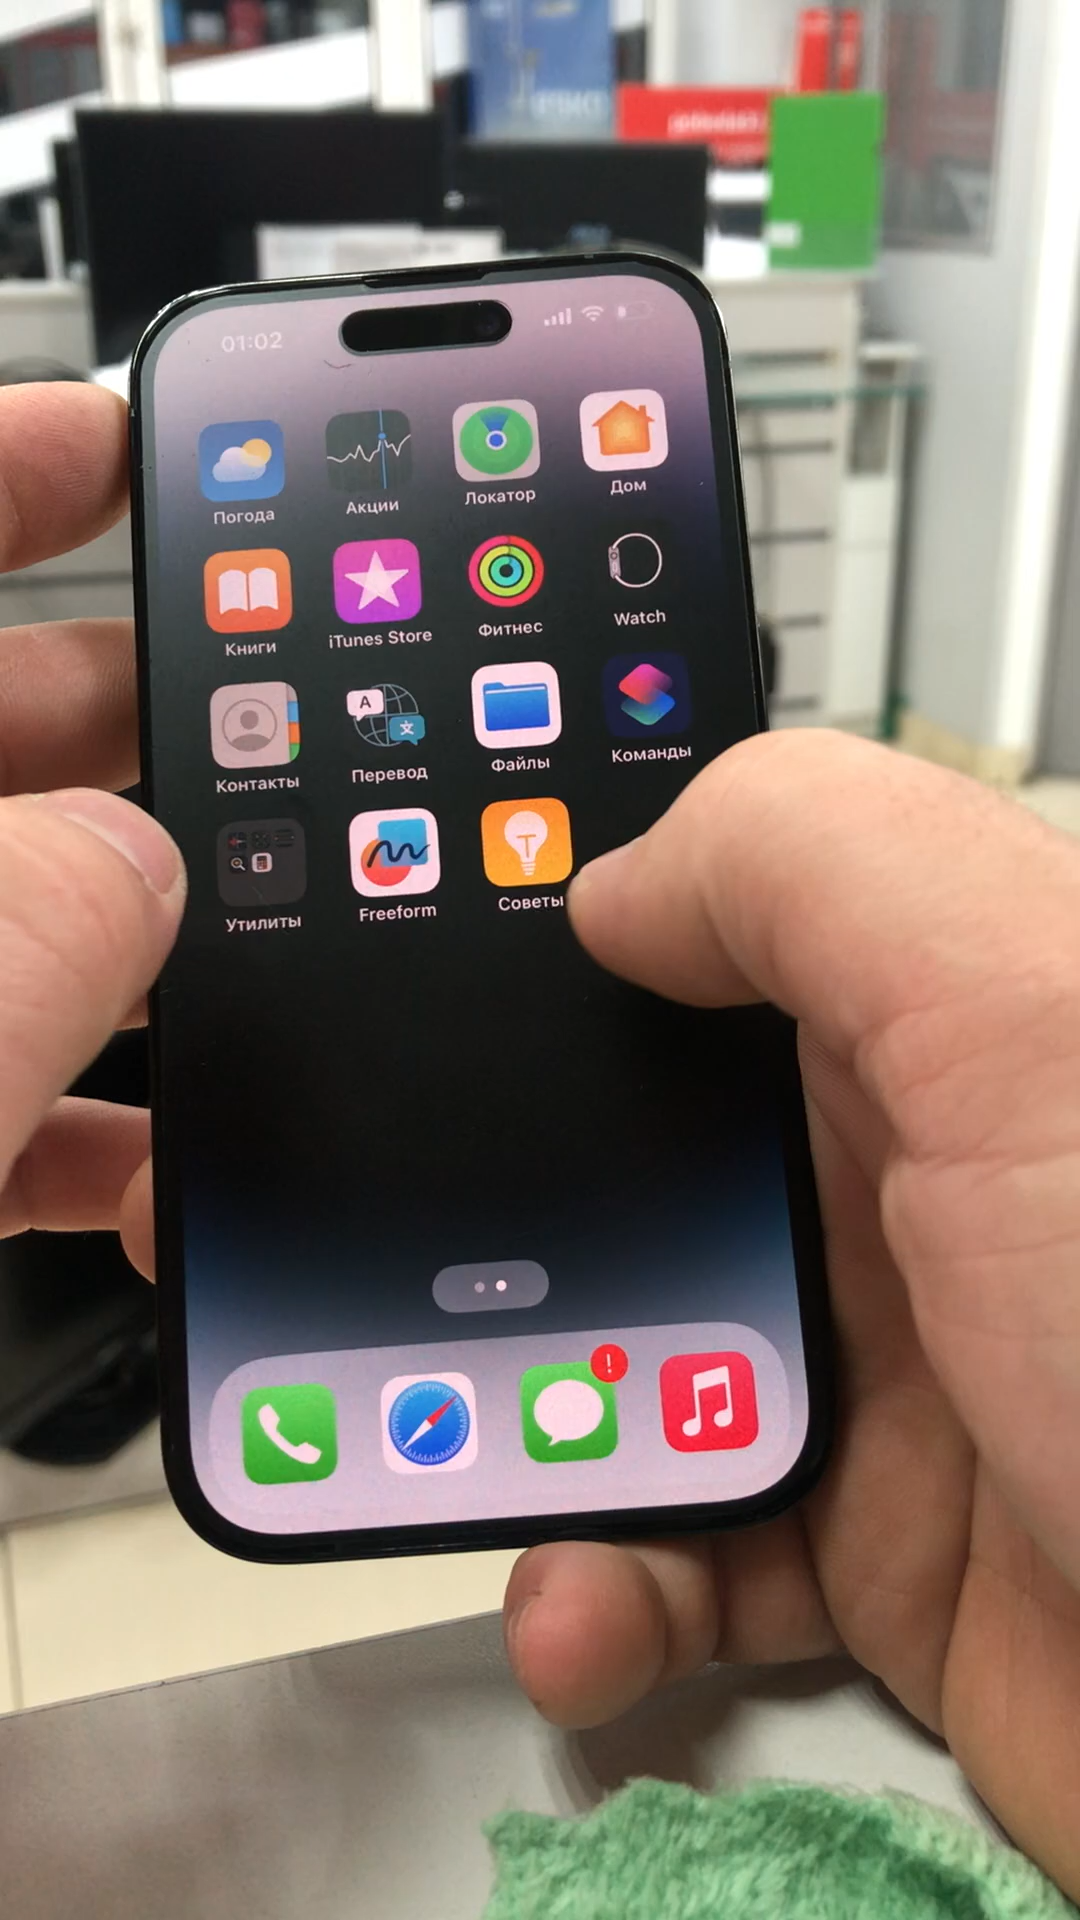 01:02
Погода
Акции
Локатор
Дом
Книги
iTunes Store
Фитнес
Watch
Контакты
Перевод
Файлы
Команды
Утилиты
Freeform
Советы